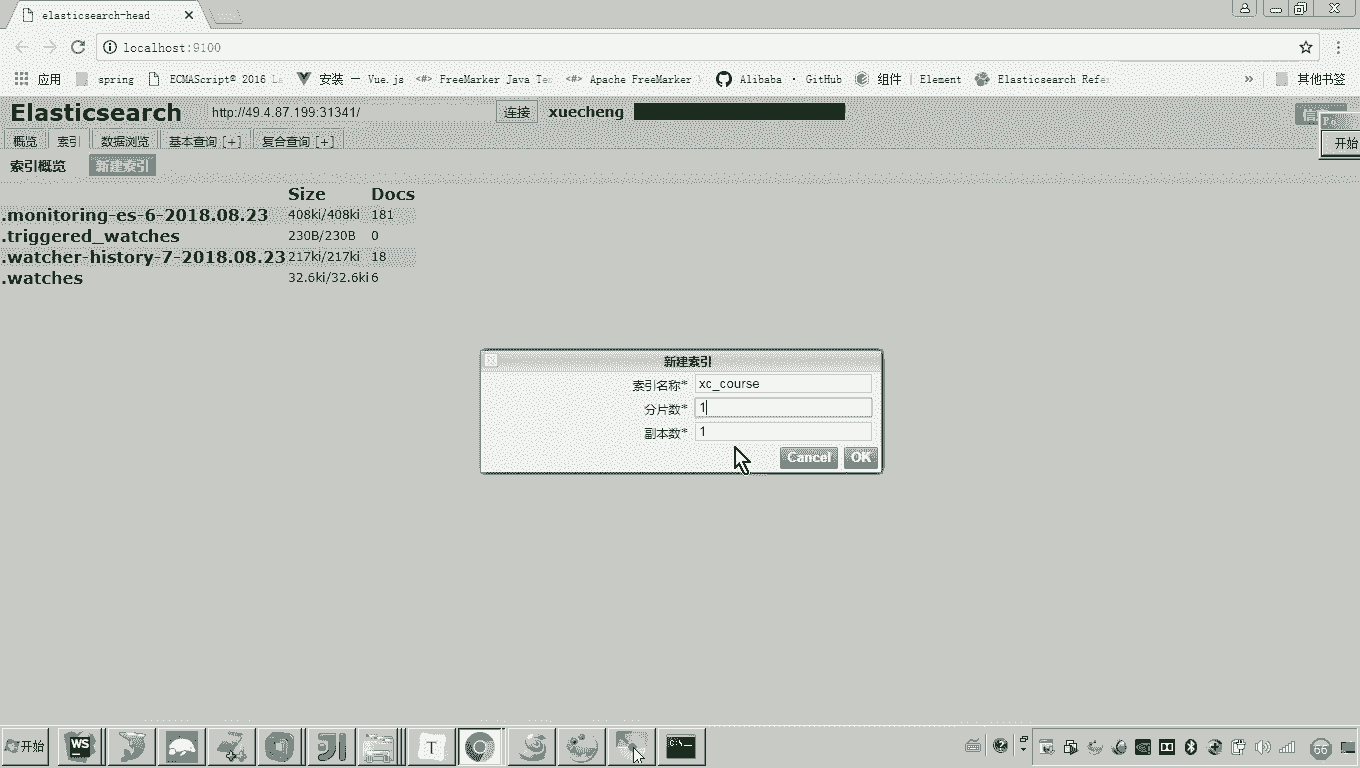 elasticsearch-head
localhost:9100
应用 spring ECMAScript® 2016 La 安装 — Vue.js FreeMarker Java Te Apache FreeMarker Alibaba · GitHub 组件 | Element Elasticsearch Refe » 其他书签
Elasticsearch http://49.4.87.199:31341/ 连接 xuecheng
概览 索引 数据浏览 基本查询 [+] 复合查询 [+] 开始
索引概览 新建索引
Size Docs
.monitoring-es-6-2018.08.23 408ki/408ki 181
.triggered_watches 230B/230B 0
.watcher-history-7-2018.08.23 217ki/217ki 18
.watches 32.6ki/32.6ki 6
新建索引
索引名称* xc_course
分片数* 1
副本数* 1
Cancel OK
开始 WS T C:\_ 66